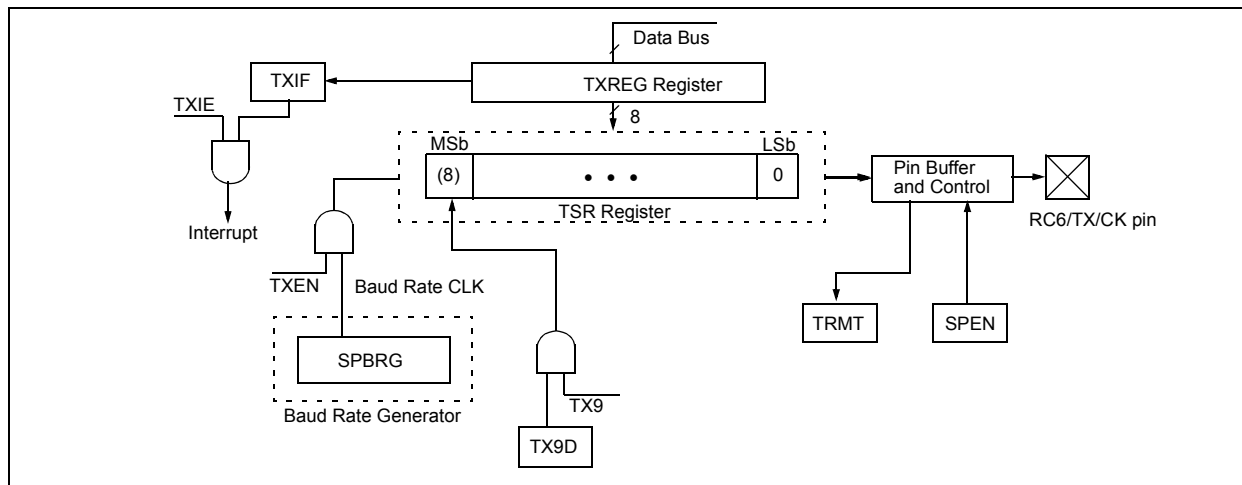 Data Bus
TXIF
TXREG Register
TXIE
8
MSb
LSb
(8)
• • •
0
Pin Buffer
and Control
TSR Register
Interrupt
RC6/TX/CK pin
TXEN
Baud Rate CLK
TRMT
SPEN
SPBRG
TX9
Baud Rate Generator
TX9D